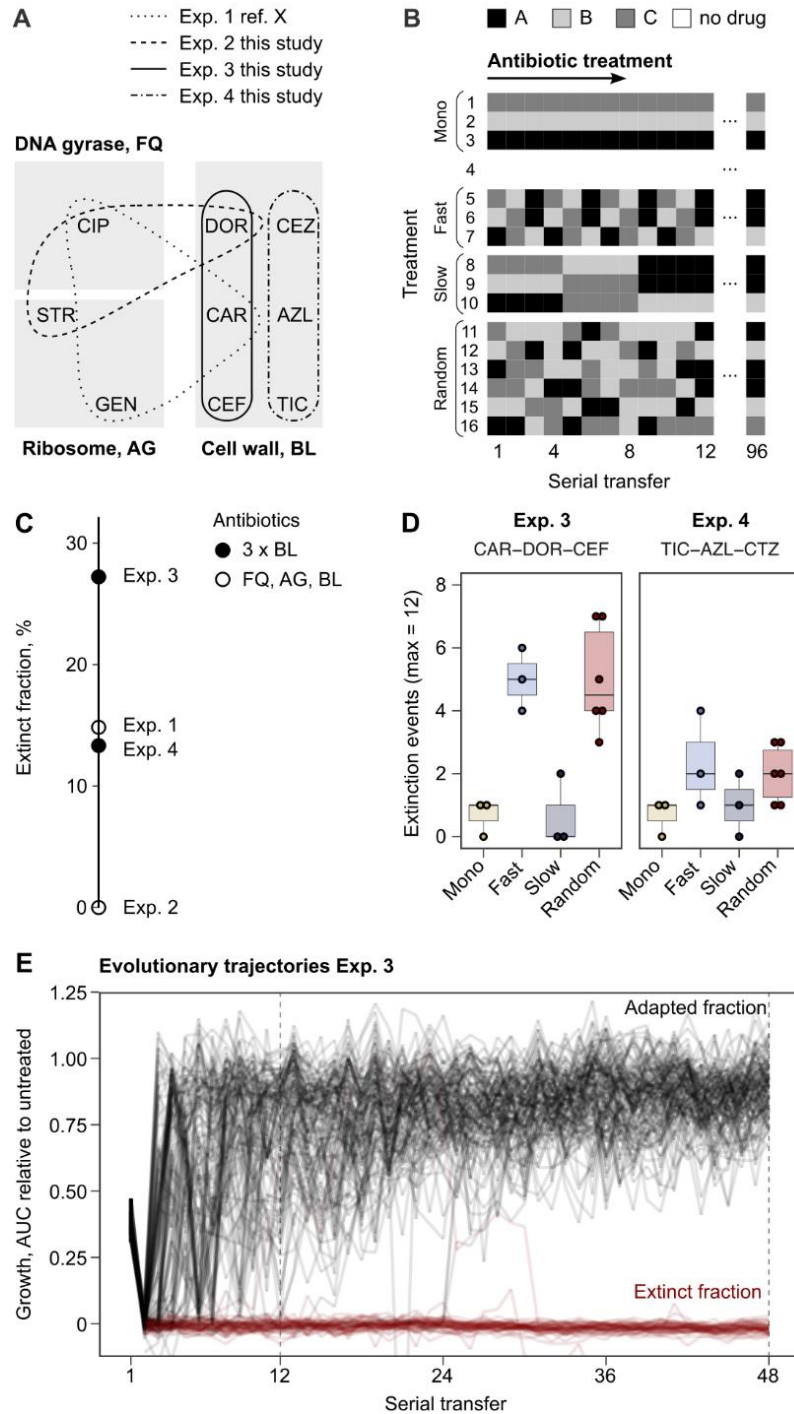 A
Exp. 1 ref. X
Exp. 2 this study
Exp. 3 this study
Exp. 4 this study
DNA gyrase, FQ
CIP
DOR
CEZ
STR
CAR
AZL
GEN
CEF
TIC
Ribosome, AG
Cell wall, BL
B
A
B
C
no drug
Antibiotic treatment
Treatment
Mono
1
2
3
...
4
...
Fast
5
6
7
...
Slow
8
9
10
...
Random
11
12
13
14
15
16
...
1 4 8 12 96
Serial transfer
C
Extinct fraction, %
30
20
10
0
Exp. 3
Exp. 1
Exp. 4
Exp. 2
Antibiotics
3 x BL
FQ, AG, BL
D
Exp. 3
CAR–DOR–CEF
Exp. 4
TIC–AZL–CTZ
Extinction events (max = 12)
8
6
4
2
0
Mono
Fast
Slow
Random
Mono
Fast
Slow
Random
E
Evolutionary trajectories Exp. 3
Growth, AUC relative to untreated
1.25
1.00
0.75
0.50
0.25
0
Adapted fraction
Extinct fraction
1 12 24 36 48
Serial transfer